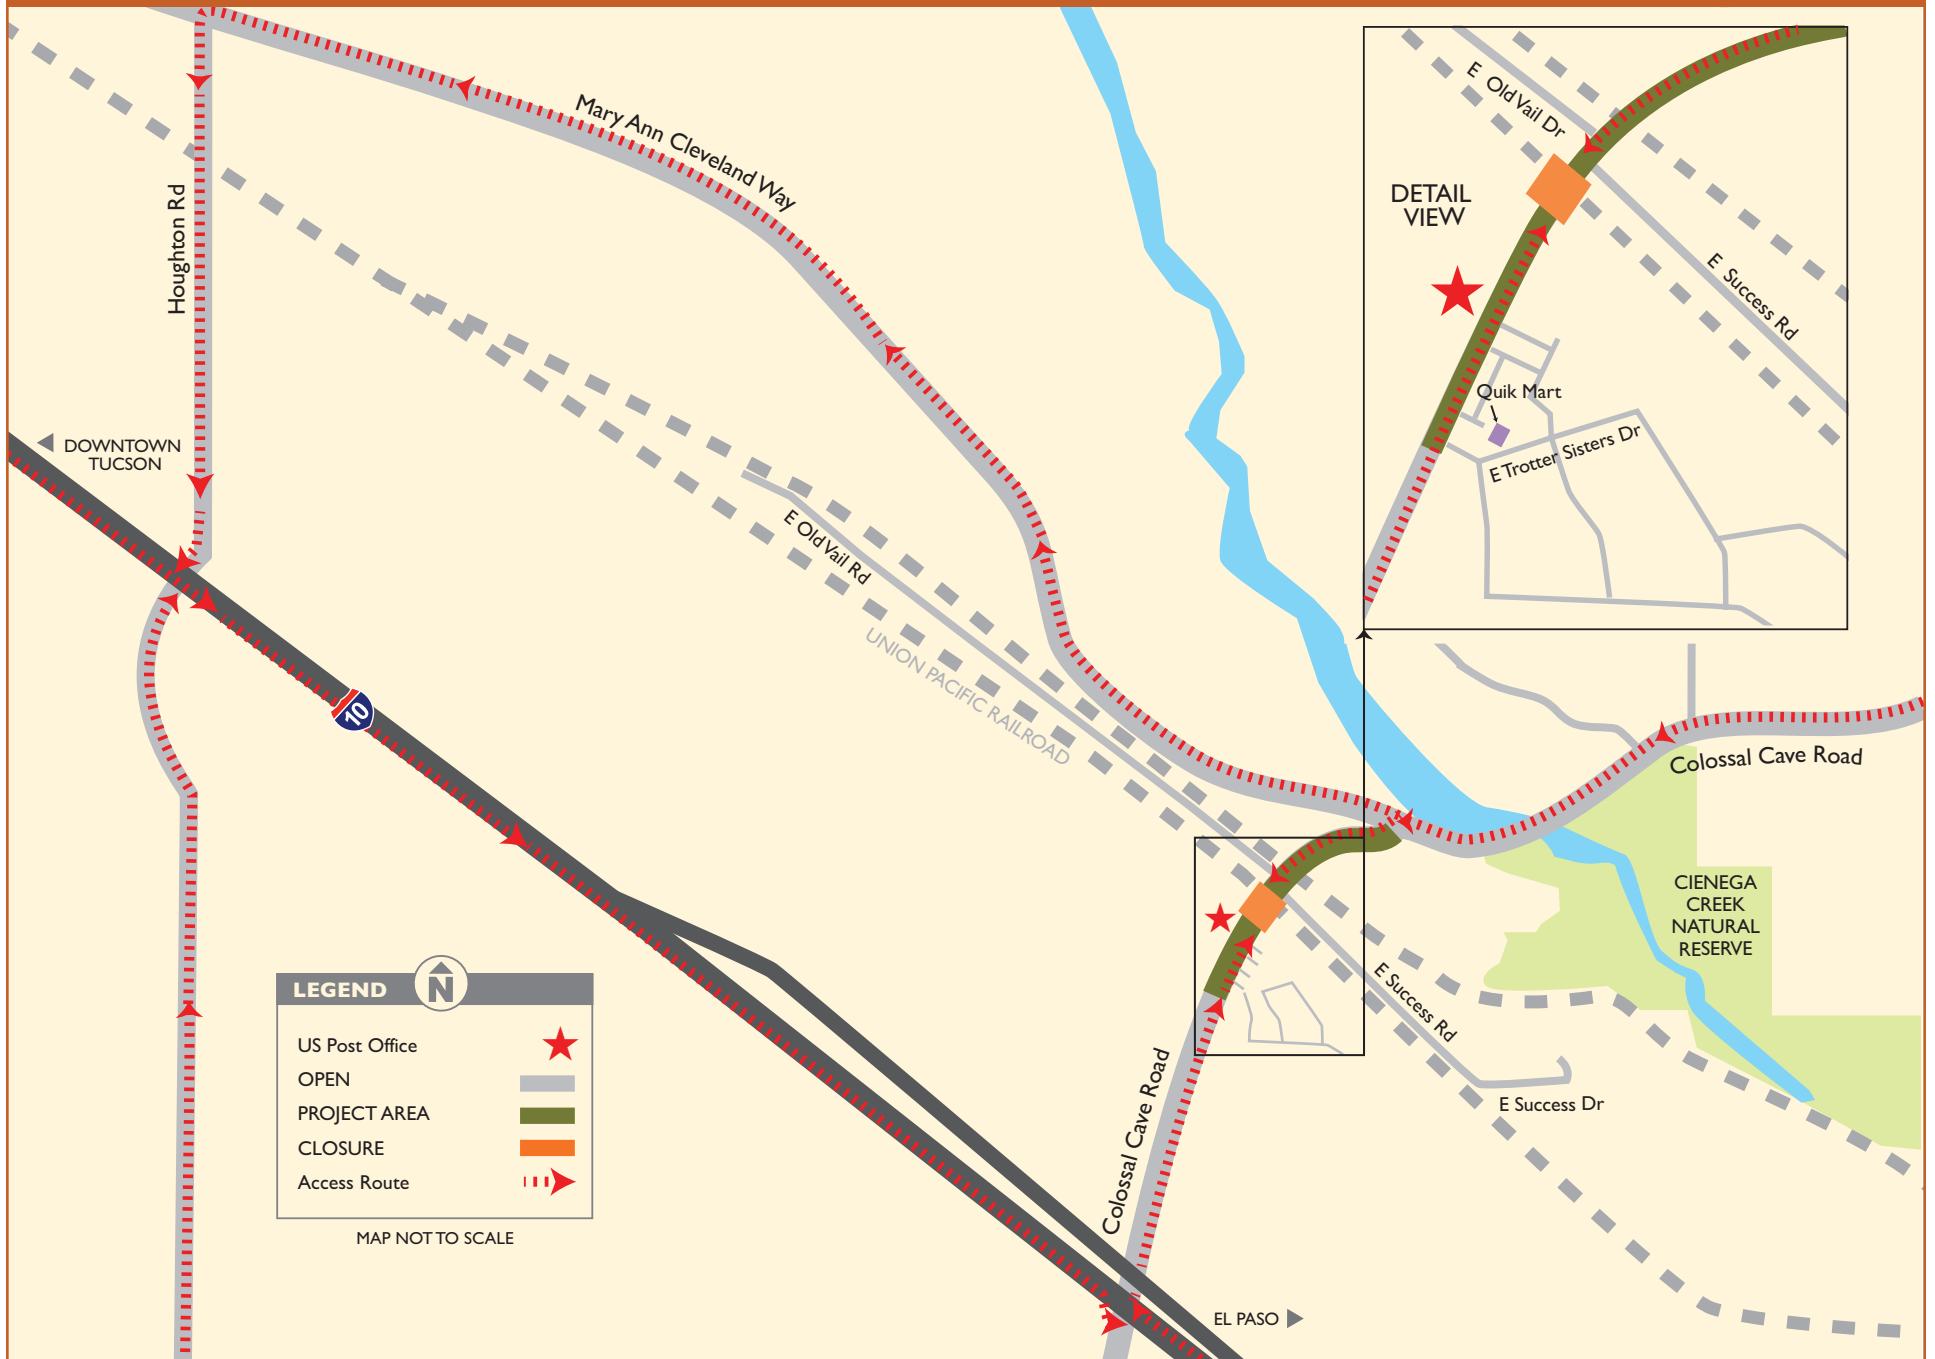 Mary Ann Cleveland Way
Houghton Rd
DOWNTOWN
TUCSON
E Old Vail Rd
UNION PACIFIC RAILROAD
10
DETAIL
VIEW
E Old Vail Dr
E Success Rd
Quik Mart
E Trotter Sisters Dr
Colossal Cave Road
CIENEGA
CREEK
NATURAL
RESERVE
E Success Rd
E Success Dr
Colossal Cave Road
EL PASO
LEGEND
N
US Post Office
OPEN
PROJECT AREA
CLOSURE
Access Route
MAP NOT TO SCALE